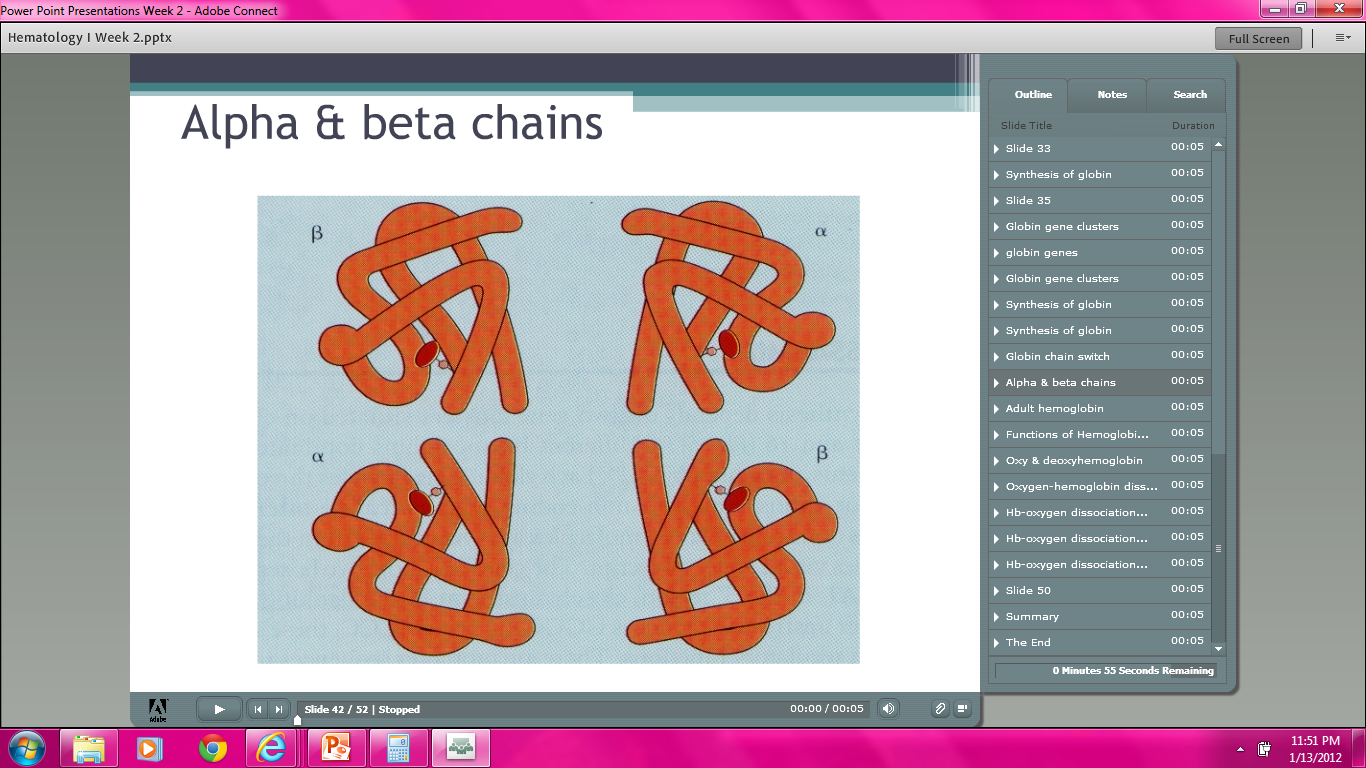 Power Point Presentations Week 2 - Adobe Connect
Hematology I Week 2.pptx
Full Screen
Alpha & beta chains
β
α
α
β
Outline Notes Search
Slide Title Duration
Slide 33 00:05
Synthesis of globin 00:05
Slide 35 00:05
Globin gene clusters 00:05
globin genes 00:05
Globin gene clusters 00:05
Synthesis of globin 00:05
Synthesis of globin 00:05
Globin chain switch 00:05
Alpha & beta chains 00:05
Adult hemoglobin 00:05
Functions of Hemoglobi... 00:05
Oxy & deoxyhemoglobin 00:05
Oxygen-hemoglobin diss... 00:05
Hb-oxygen dissociation... 00:05
Hb-oxygen dissociation... 00:05
Hb-oxygen dissociation... 00:05
Slide 50 00:05
Summary 00:05
The End 00:05
0 Minutes 55 Seconds Remaining
Adobe
Slide 42 / 52 | Stopped 00:00 / 00:05
11:51 PM
1/13/2012